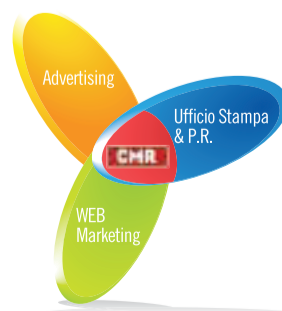 Advertising
Ufficio Stampa
& P.R.
CMR
WEB
Marketing